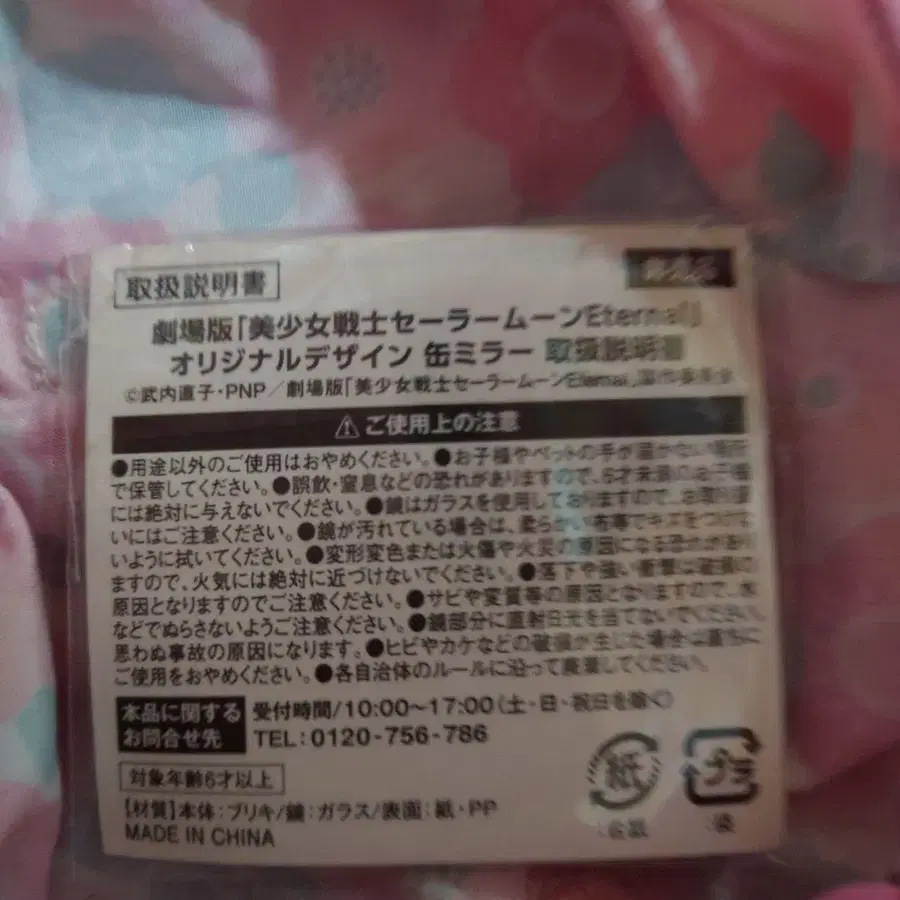 取扱説明書
非売品
劇場版「美少女戦士セーラームーンEternal」
オリジナルデザイン 缶ミラー 取扱説明書
©武内直子・PNP／劇場版「美少女戦士セーラームーンEternal」製作委員会
⚠ご使用上の注意
●用途以外のご使用はおやめください。●お子様やペットの手が届かない場所
で保管してください。●誤飲・窒息などの恐れがありますので、6才未満のお子様
には絶対に与えないでください。●鏡はガラスを使用しておりますので、お取り扱
いにはご注意ください。●鏡が汚れている場合は、柔らかい布等でキズをつけな
いように拭いてください。●変形変色または火傷や火災の原因になる恐れがあり
ますので、火気には絶対に近づけないでください。●落下や強い衝撃は破損の
原因となりますのでご注意ください。●サビや変質等の原因となりますので、水
などでぬらさないようご注意ください。●鏡部分に直射日光を当てないでください。
思わぬ事故の原因になります。●ヒビやカケなどの破損が生じた場合は直ちに
ご使用をおやめください。●各自治体のルールに沿って廃棄してください。
本品に関する
お問合せ先
受付時間/10:00〜17:00（土・日・祝日を除く）
TEL:0120-756-786
対象年齢6才以上
【材質】本体:ブリキ/鏡:ガラス/表面:紙・PP
MADE IN CHINA
紙
プラ
:台紙
:袋